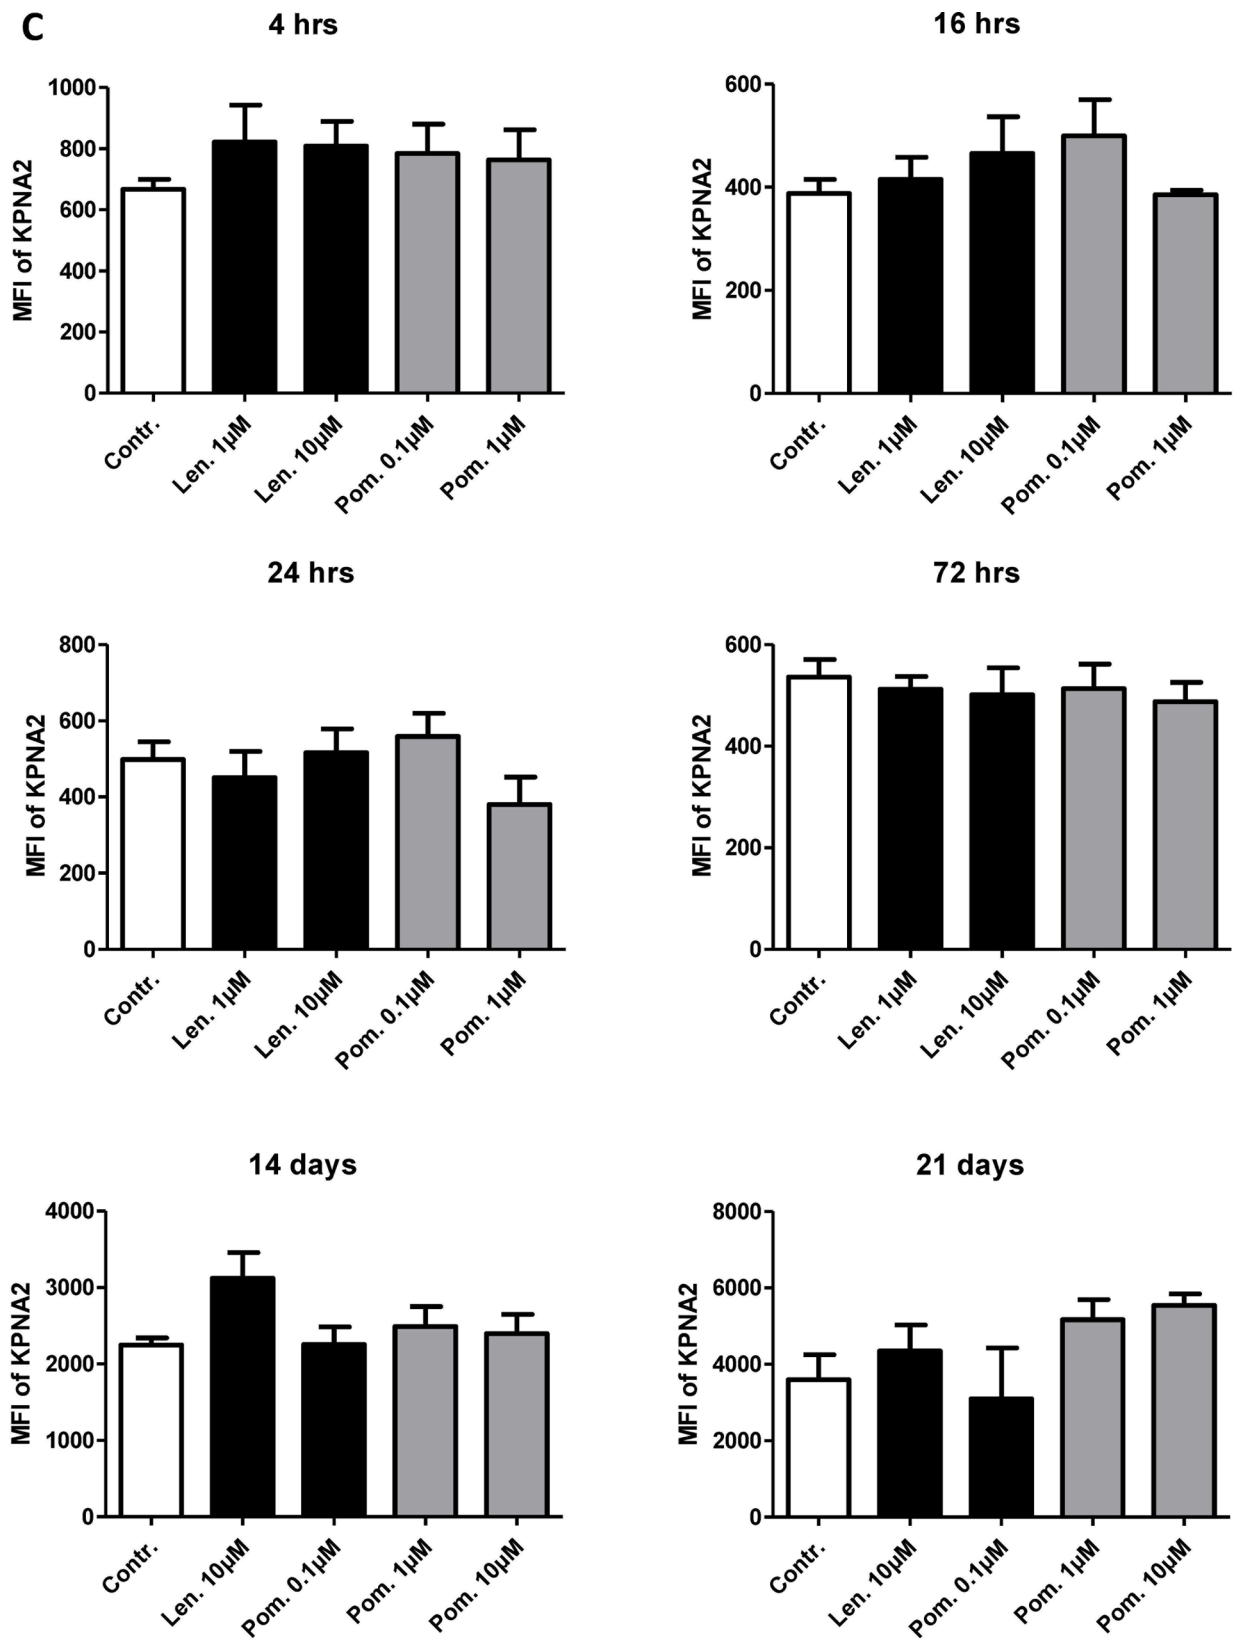 C
4 hrs
MFI of KPNA2
1000
800
600
400
200
0
Contr.
Len. 1µM
Len. 10µM
Pom. 0.1µM
Pom. 1µM
16 hrs
MFI of KPNA2
600
400
200
0
Contr.
Len. 1µM
Len. 10µM
Pom. 0.1µM
Pom. 1µM
24 hrs
MFI of KPNA2
800
600
400
200
0
Contr.
Len. 1µM
Len. 10µM
Pom. 0.1µM
Pom. 1µM
72 hrs
MFI of KPNA2
600
400
200
0
Contr.
Len. 1µM
Len. 10µM
Pom. 0.1µM
Pom. 1µM
14 days
MFI of KPNA2
4000
3000
2000
1000
0
Contr.
Len. 10µM
Pom. 0.1µM
Pom. 1µM
Pom. 10µM
21 days
MFI of KPNA2
8000
6000
4000
2000
0
Contr.
Len. 10µM
Pom. 0.1µM
Pom. 1µM
Pom. 10µM